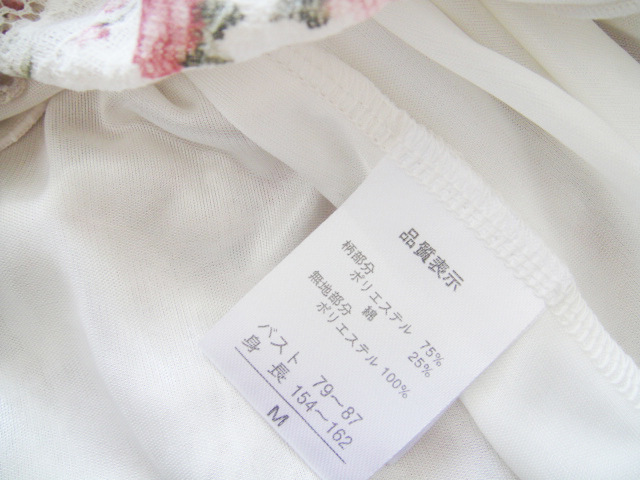 品質表示
柄部分
ポリエステル 75%
無地部分 綿 25%
ポリエステル 100%
バスト 79～87
身長 154～162
M